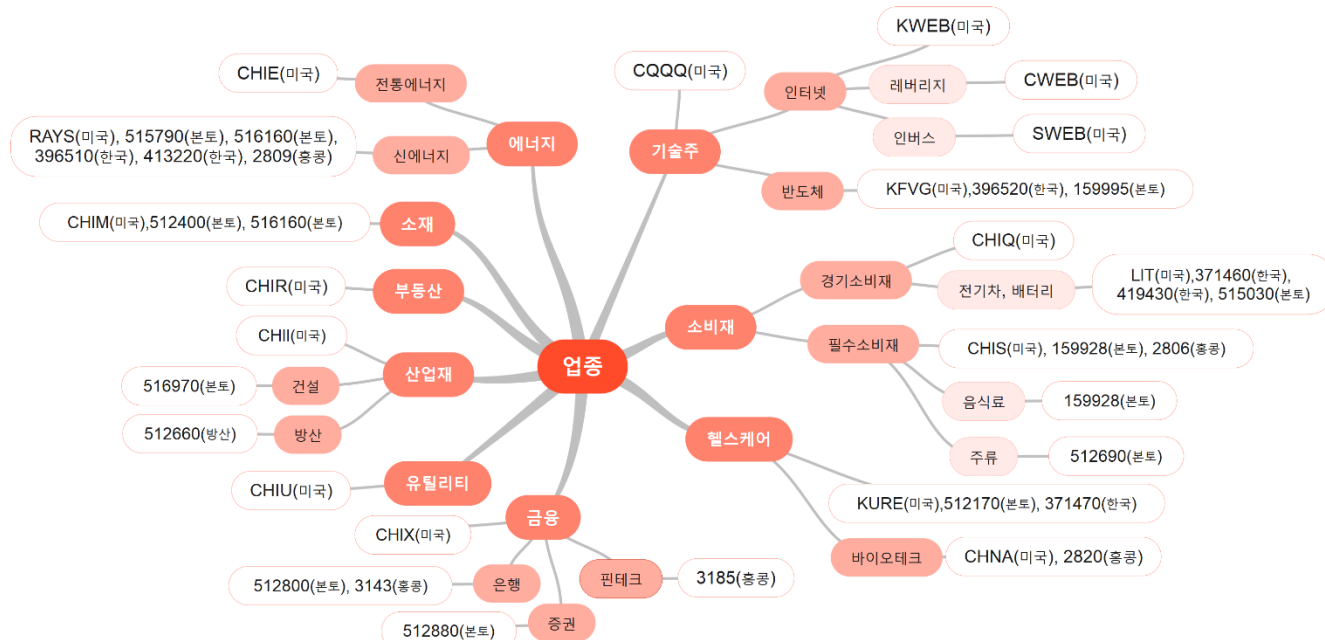 업종
기술주
CQQQ(미국)
인터넷
KWEB(미국)
레버리지
CWEB(미국)
인버스
SWEB(미국)
반도체
KFVG(미국),396520(한국), 159995(본토)
소비재
경기소비재
CHIQ(미국)
전기차, 배터리
LIT(미국),371460(한국),
419430(한국), 515030(본토)
필수소비재
CHIS(미국), 159928(본토), 2806(홍콩)
음식료
159928(본토)
주류
512690(본토)
헬스케어
KURE(미국),512170(본토), 371470(한국)
바이오테크
CHNA(미국), 2820(홍콩)
금융
CHIX(미국)
은행
512800(본토), 3143(홍콩)
증권
512880(본토)
핀테크
3185(홍콩)
유틸리티
CHIU(미국)
산업재
CHII(미국)
건설
516970(본토)
방산
512660(방산)
부동산
CHIR(미국)
소재
CHIM(미국),512400(본토), 516160(본토)
에너지
전통에너지
CHIE(미국)
신에너지
RAYS(미국), 515790(본토), 516160(본토),
396510(한국), 413220(한국), 2809(홍콩)